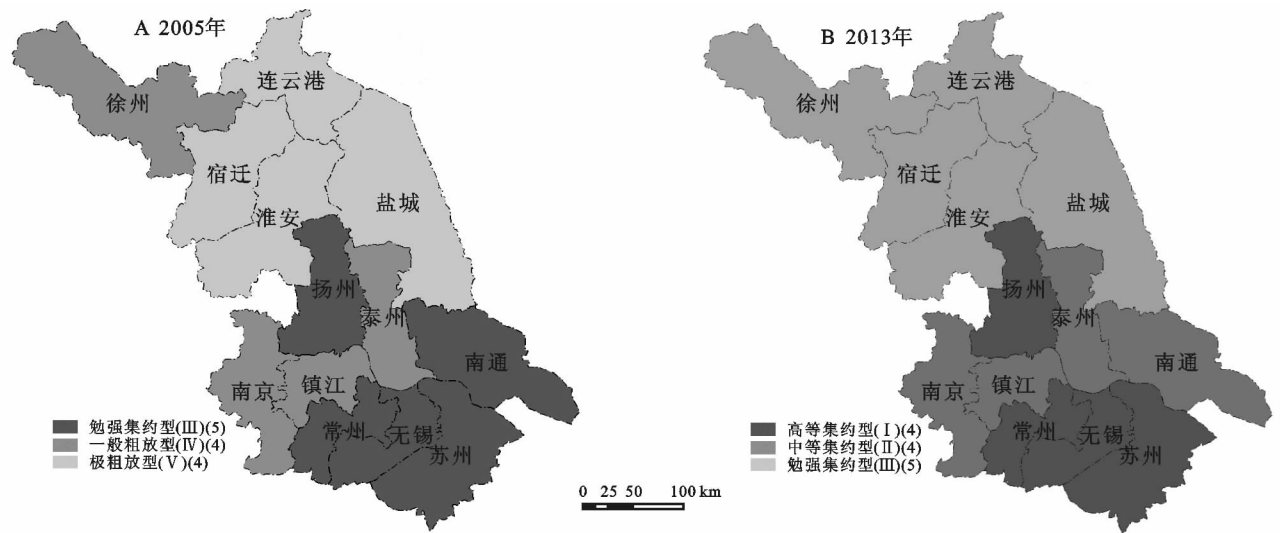 A 2005年
连云港
徐州
宿迁
淮安
盐城
扬州
泰州
南通
南京
镇江
常州
无锡
苏州
勉强集约型(Ⅲ)(5)
一般粗放型(Ⅳ)(4)
极粗放型(Ⅴ)(4)
0 25 50 100 km
B 2013年
连云港
徐州
宿迁
淮安
盐城
扬州
泰州
南通
南京
镇江
常州
无锡
苏州
高等集约型(Ⅰ)(4)
中等集约型(Ⅱ)(4)
勉强集约型(Ⅲ)(5)